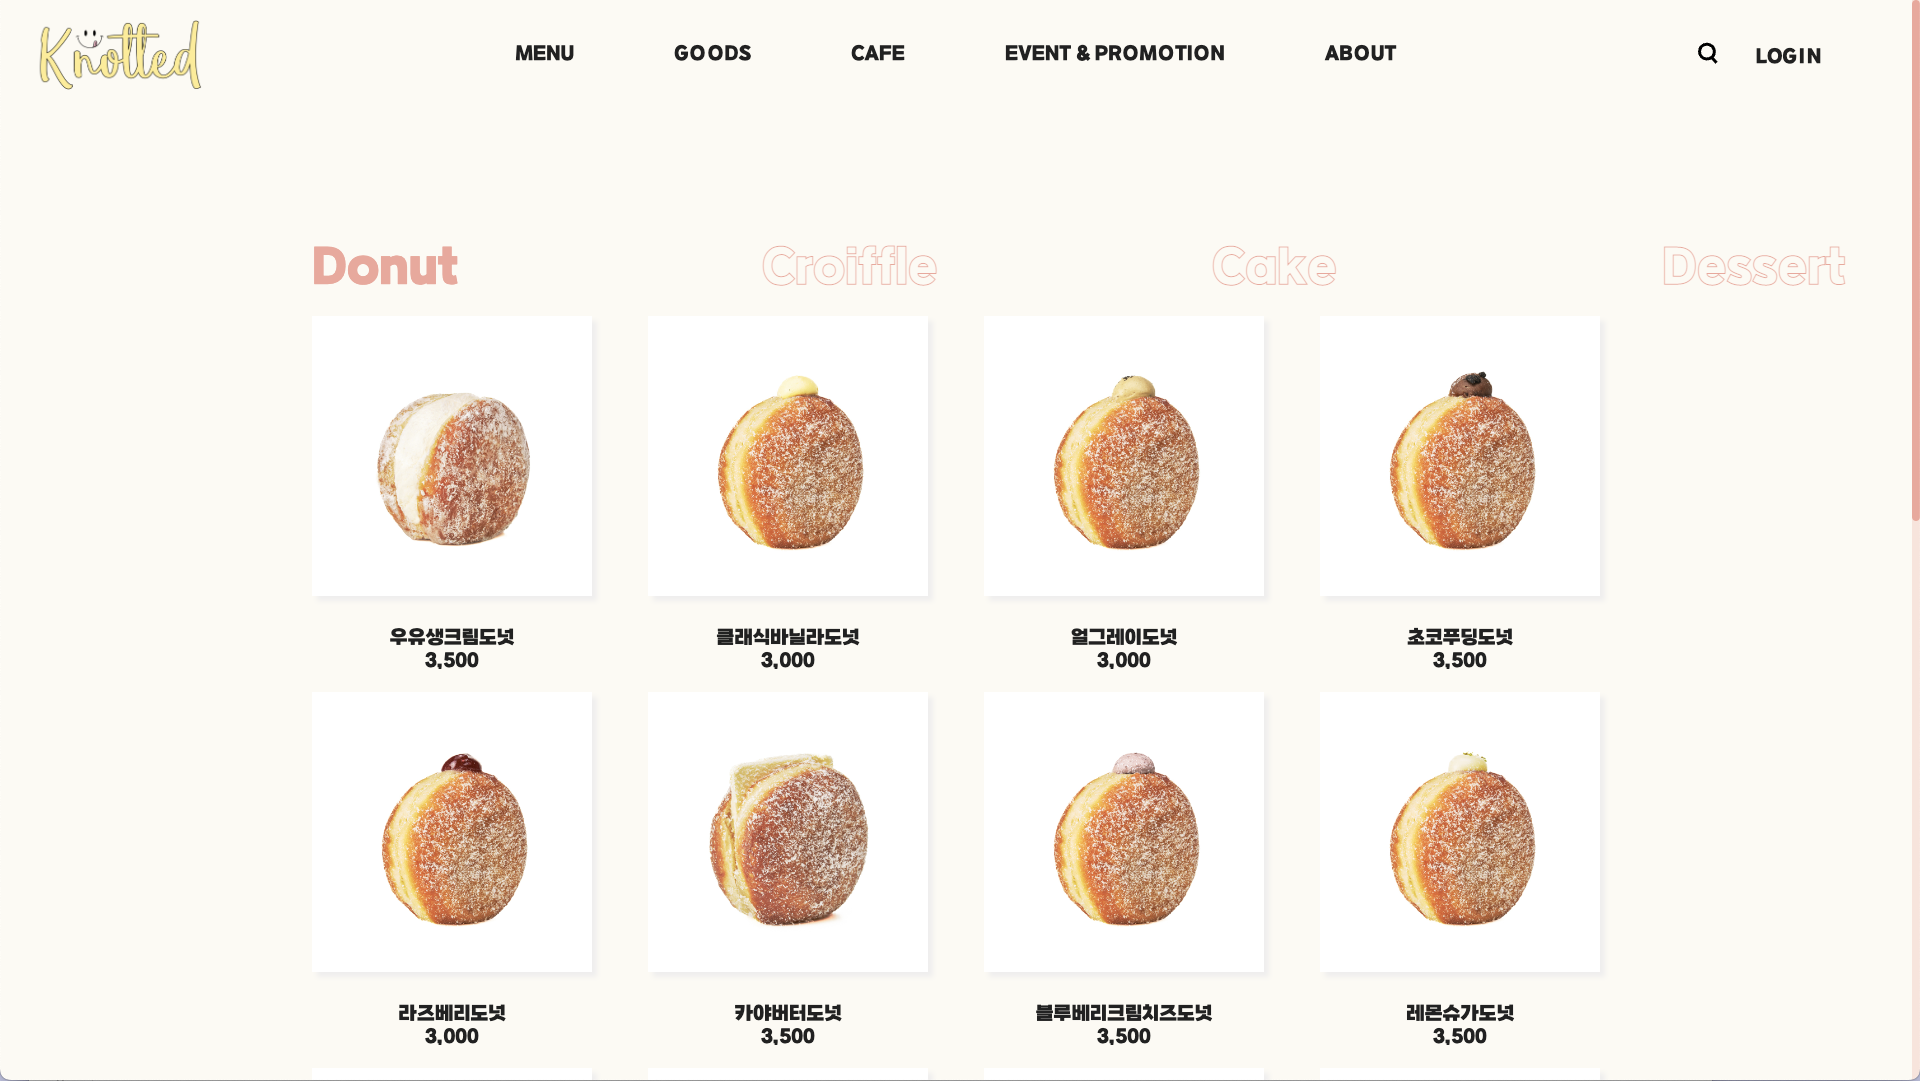 Knotted
MENU
GOODS
CAFE
EVENT & PROMOTION
ABOUT
LOGIN
Donut
Croiffle
Cake
Dessert
우유생크림도넛
3,500
클래식바닐라도넛
3,000
얼그레이도넛
3,000
초코푸딩도넛
3,500
라즈베리도넛
3,000
카야버터도넛
3,500
블루베리크림치즈도넛
3,500
레몬슈가도넛
3,500